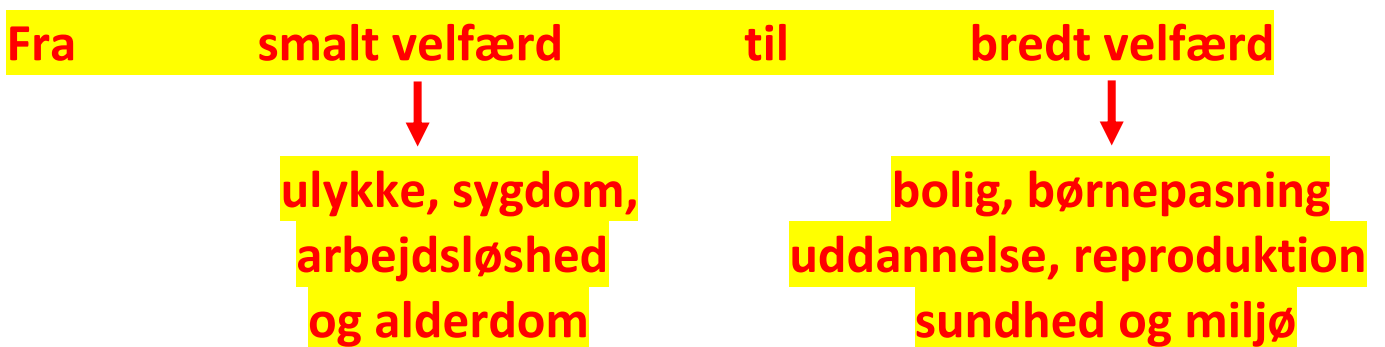 Fra smalt velfærd til bredt velfærd
ulykke, sygdom,
arbejdsløshed
og alderdom
bolig, børnepasning
uddannelse, reproduktion
sundhed og miljø